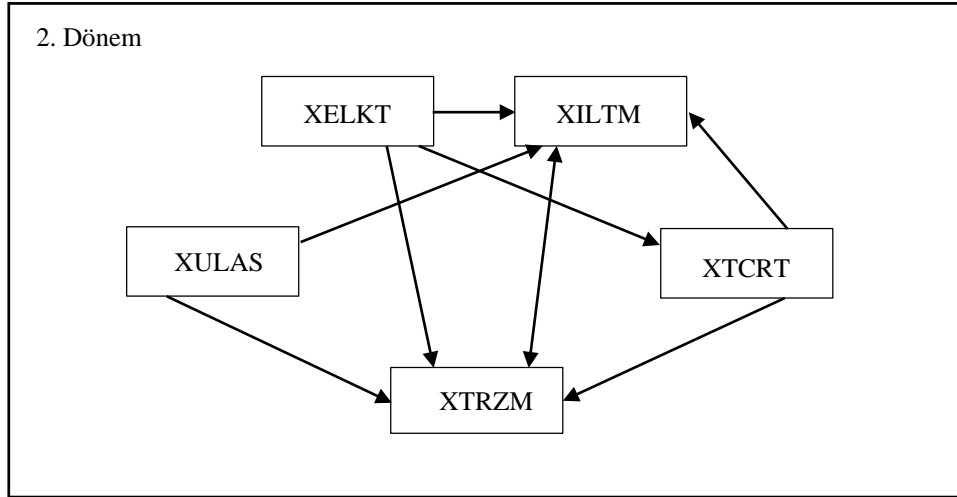 2. Dönem
XELKT
XILTM
XULAS
XTCRT
XTRZM